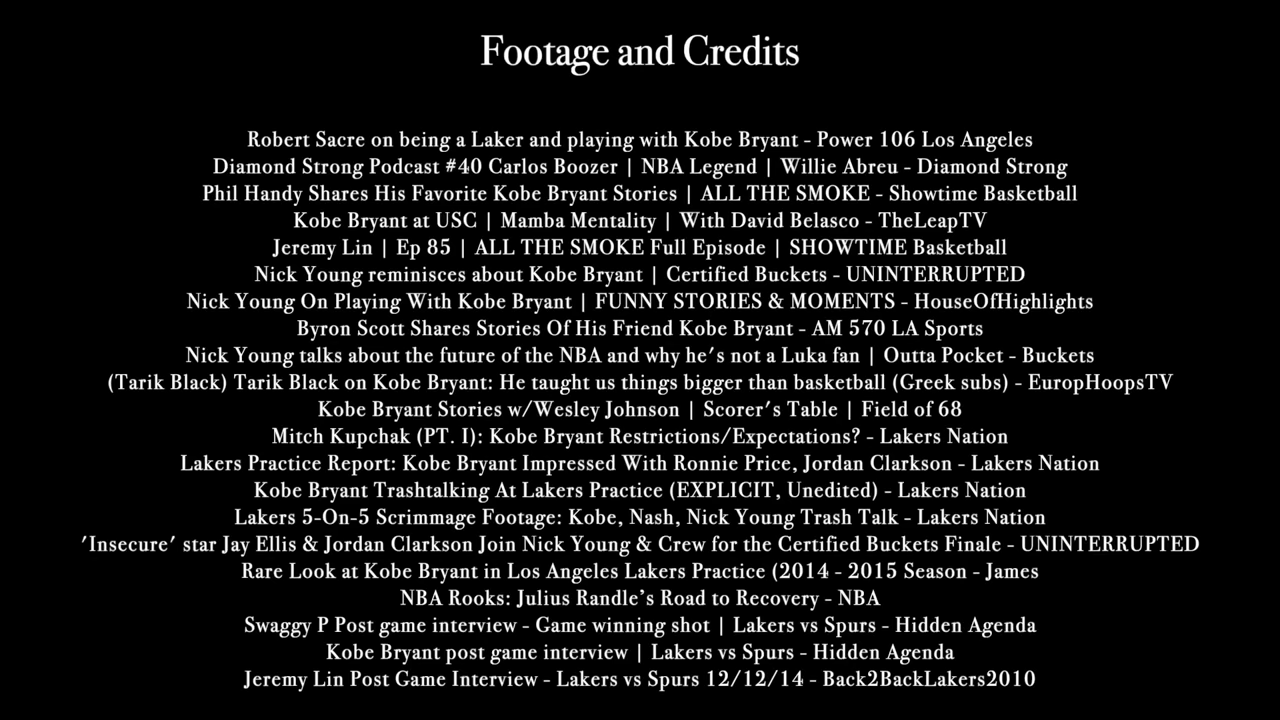 Footage and Credits
Robert Sacre on being a Laker and playing with Kobe Bryant - Power 106 Los Angeles
Diamond Strong Podcast #40 Carlos Boozer | NBA Legend | Willie Abreu - Diamond Strong
Phil Handy Shares His Favorite Kobe Bryant Stories | ALL THE SMOKE - Showtime Basketball
Kobe Bryant at USC | Mamba Mentality | With David Belasco - TheLeapTV
Jeremy Lin | Ep 85 | ALL THE SMOKE Full Episode | SHOWTIME Basketball
Nick Young reminisces about Kobe Bryant | Certified Buckets - UNINTERRUPTED
Nick Young On Playing With Kobe Bryant | FUNNY STORIES & MOMENTS - HouseOfHighlights
Byron Scott Shares Stories Of His Friend Kobe Bryant - AM 570 LA Sports
Nick Young talks about the future of the NBA and why he's not a Luka fan | Outta Pocket - Buckets
(Tarik Black) Tarik Black on Kobe Bryant: He taught us things bigger than basketball (Greek subs) - EuropHoopsTV
Kobe Bryant Stories w/Wesley Johnson | Scorer's Table | Field of 68
Mitch Kupchak (PT. I): Kobe Bryant Restrictions/Expectations? - Lakers Nation
Lakers Practice Report: Kobe Bryant Impressed With Ronnie Price, Jordan Clarkson - Lakers Nation
Kobe Bryant Trashtalking At Lakers Practice (EXPLICIT, Unedited) - Lakers Nation
Lakers 5-On-5 Scrimmage Footage: Kobe, Nash, Nick Young Trash Talk - Lakers Nation
'Insecure' star Jay Ellis & Jordan Clarkson Join Nick Young & Crew for the Certified Buckets Finale - UNINTERRUPTED
Rare Look at Kobe Bryant in Los Angeles Lakers Practice (2014 - 2015 Season - James
NBA Rooks: Julius Randle’s Road to Recovery - NBA
Swaggy P Post game interview - Game winning shot | Lakers vs Spurs - Hidden Agenda
Kobe Bryant post game interview | Lakers vs Spurs - Hidden Agenda
Jeremy Lin Post Game Interview - Lakers vs Spurs 12/12/14 - Back2BackLakers2010